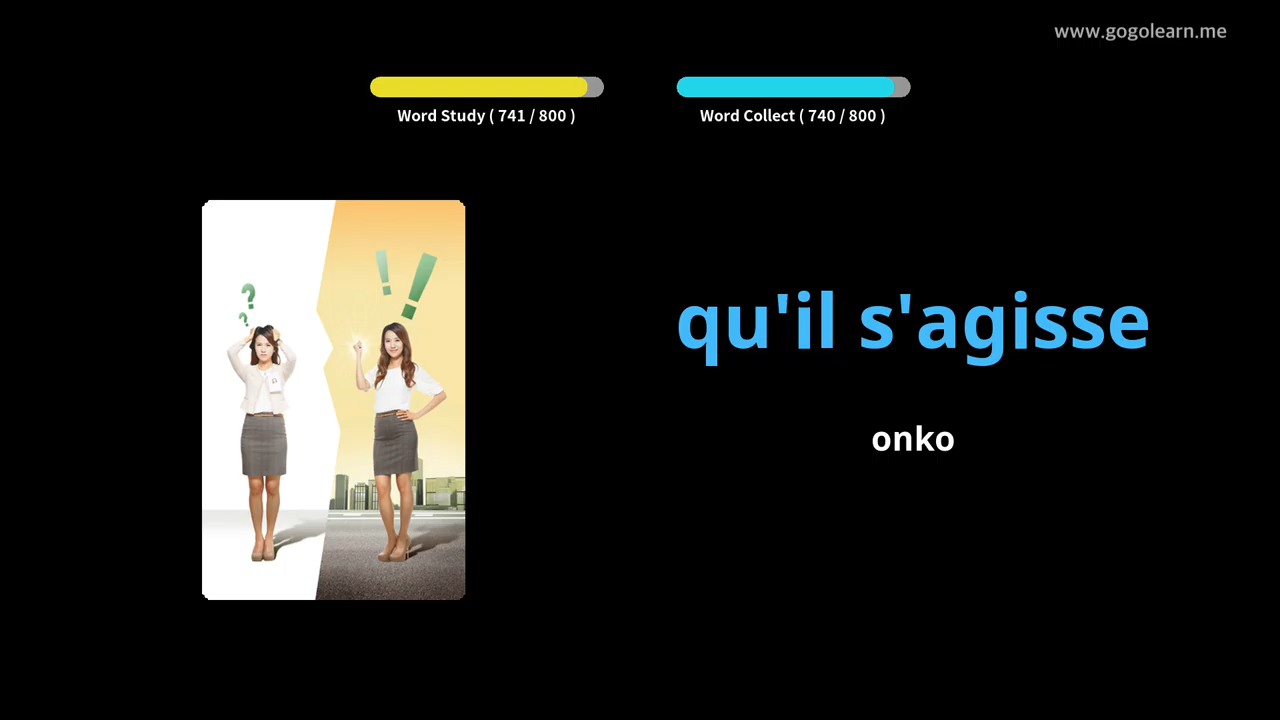 www.gogolearn.me
Word Study ( 741 / 800 )
Word Collect ( 740 / 800 )
? ?
! !
qu'il s'agisse
onko